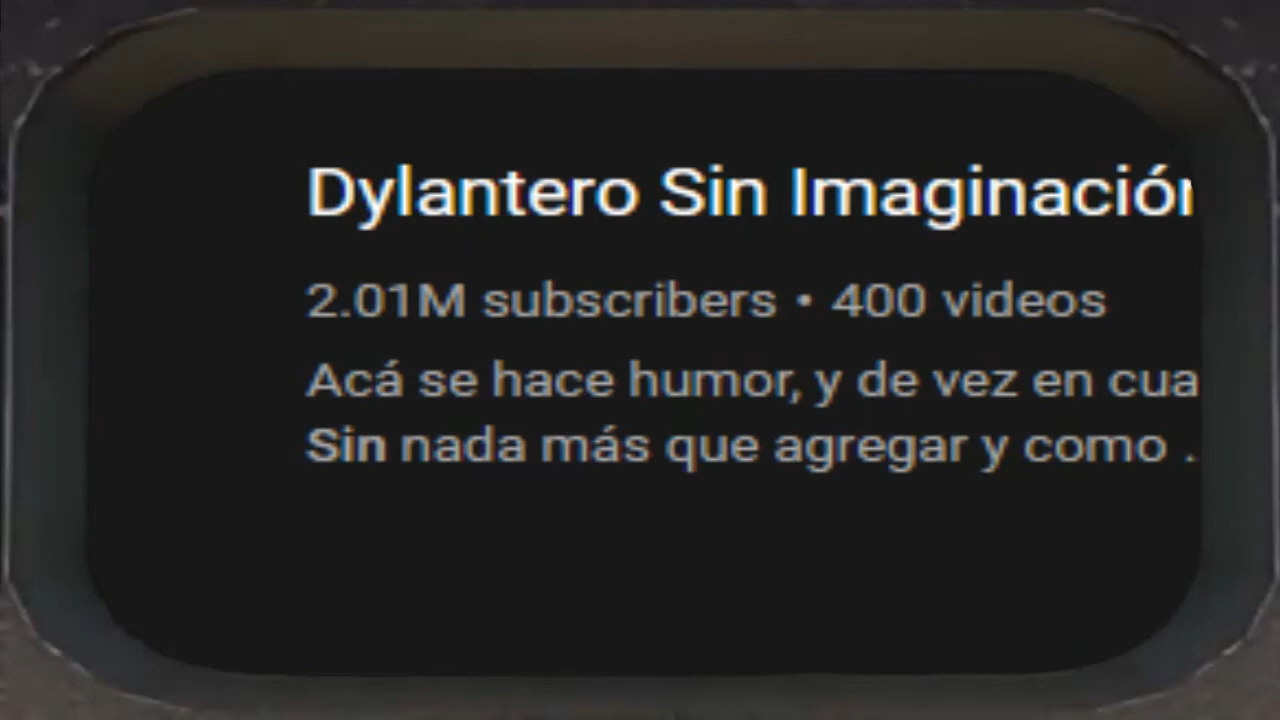 Dylantero Sin Imaginación
2.01M subscribers • 400 videos
Acá se hace humor, y de vez en cua
Sin nada más que agregar y como .